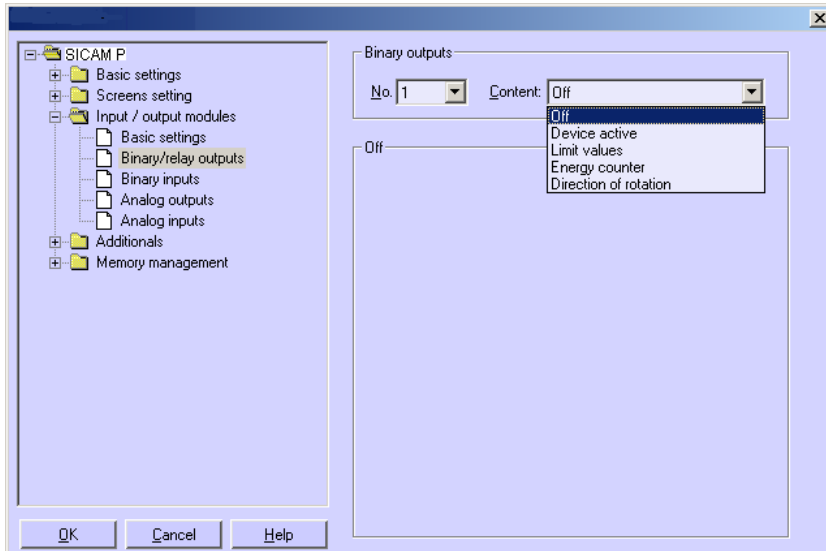 SICAM P
Basic settings
Screens setting
Input / output modules
Basic settings
Binary/relay outputs
Binary inputs
Analog outputs
Analog inputs
Additionals
Memory management
OK
Cancel
Help
Binary outputs
No. 1
Content: Off
Off
Device active
Limit values
Energy counter
Direction of rotation
Off